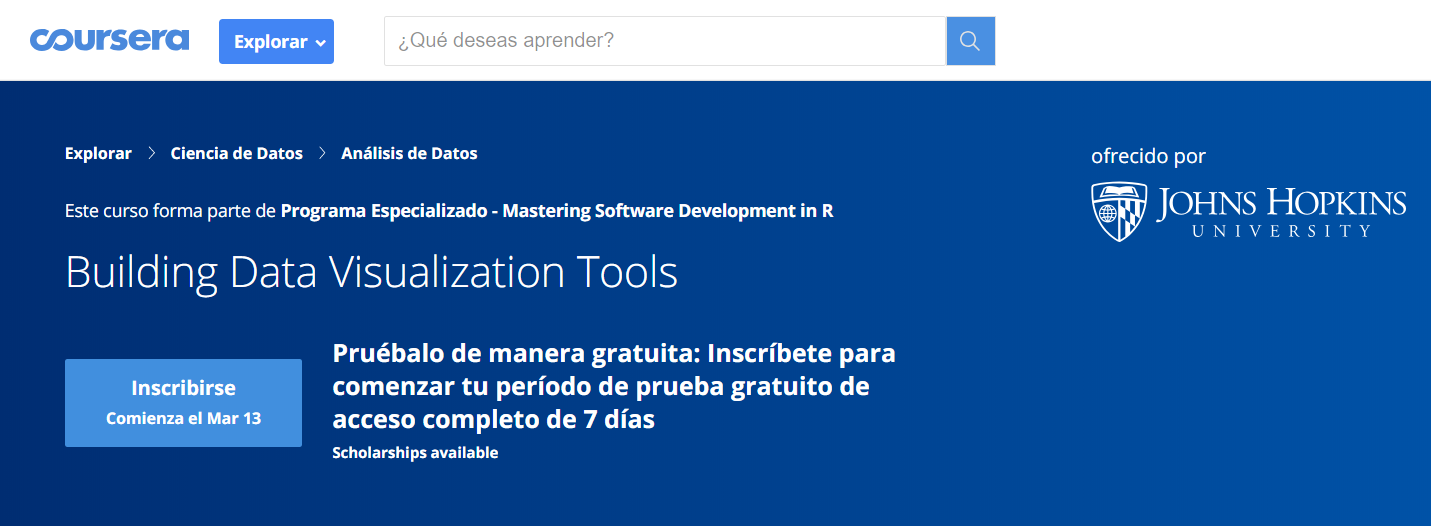 coursera
Explorar
¿Qué deseas aprender?
Explorar > Ciencia de Datos > Análisis de Datos
Este curso forma parte de Programa Especializado - Mastering Software Development in R
Building Data Visualization Tools
Inscribirse
Comienza el Mar 13
Pruébalo de manera gratuita: Inscríbete para
comenzar tu período de prueba gratuito de
acceso completo de 7 días
Scholarships available
ofrecido por
JOHNS HOPKINS
UNIVERSITY